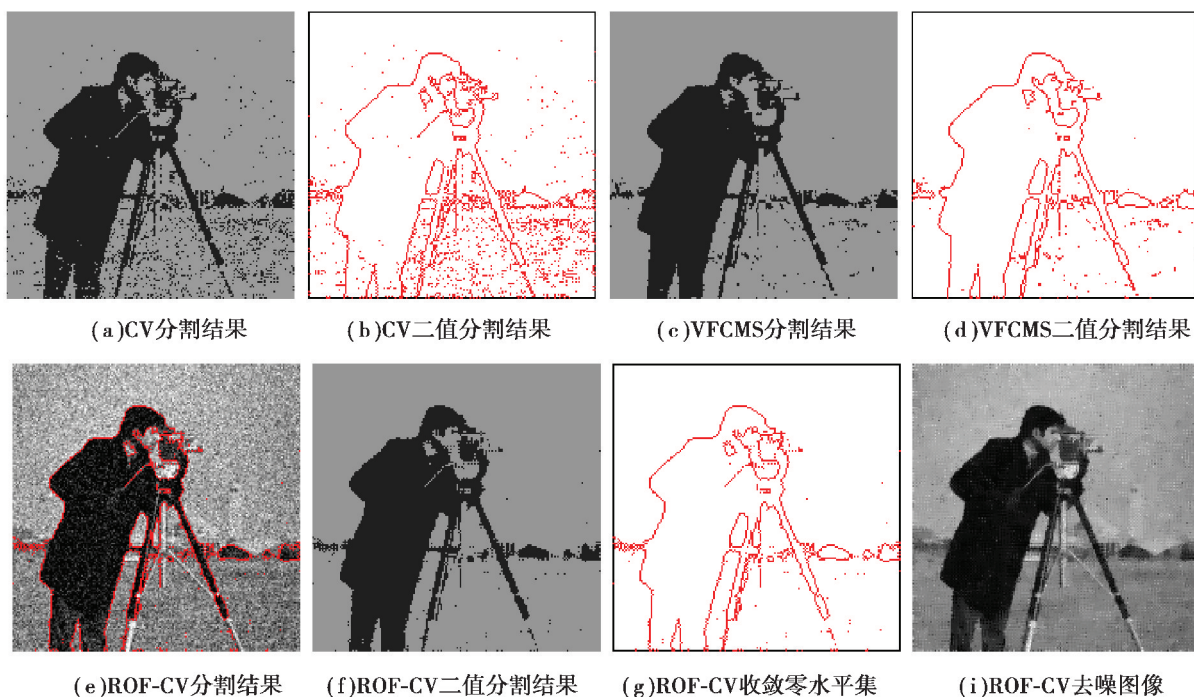 (a)CV分割结果
(b)CV二值分割结果
(c)VFCMS分割结果
(d)VFCMS二值分割结果
(e)ROF-CV分割结果
(f)ROF-CV二值分割结果
(g)ROF-CV收敛零水平集
(i)ROF-CV去噪图像